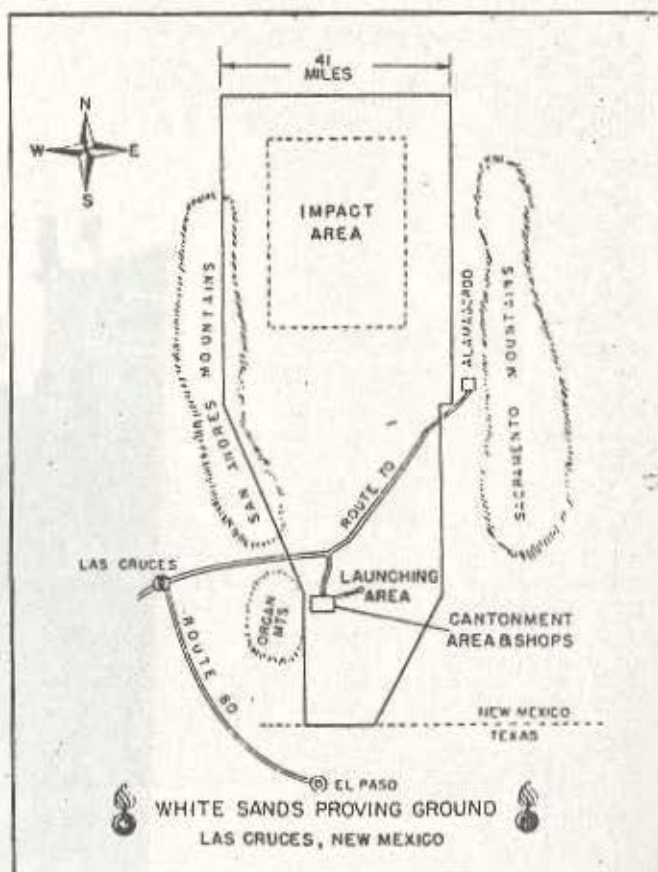 41
MILES
N
W E
S
IMPACT
AREA
SAN ANDRES MOUNTAINS
ALAMAGORDO
SACRAMENTO MOUNTAINS
ROUTE 70
LAS CRUCES
LAUNCHING
AREA
ORGAN
MTS
CANTONMENT
AREA & SHOPS
ROUTE 80
NEW MEXICO
TEXAS
EL PASO
WHITE SANDS PROVING GROUND
LAS CRUCES, NEW MEXICO